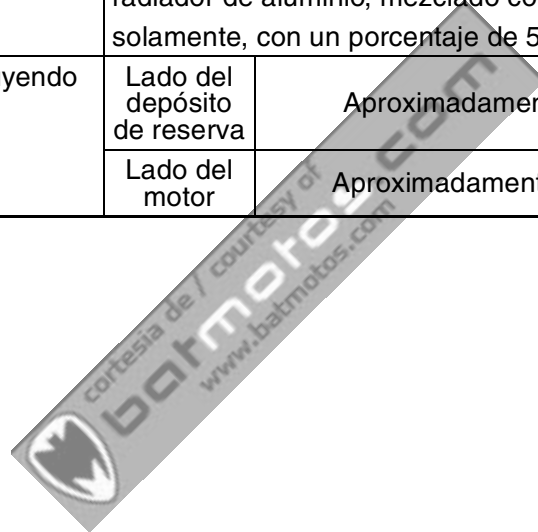 radiador de aluminio, mezclado co
solamente, con un porcentaje de 5
yendo
Lado del
depósito
de reserva
Aproximadamen
Lado del
motor
Aproximadament
cortesia de / courtesy of
batmotos.com
www.batmotos.com